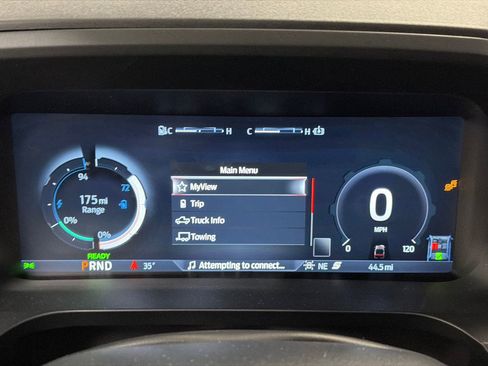 C H C H
Main Menu
94
MyView
175 mi
72
Range
Trip
0
0%
Truck Info
0%
Towing
0 MPH 120
READY
PRND 35° Attempting to connect... NE 44.5 mi